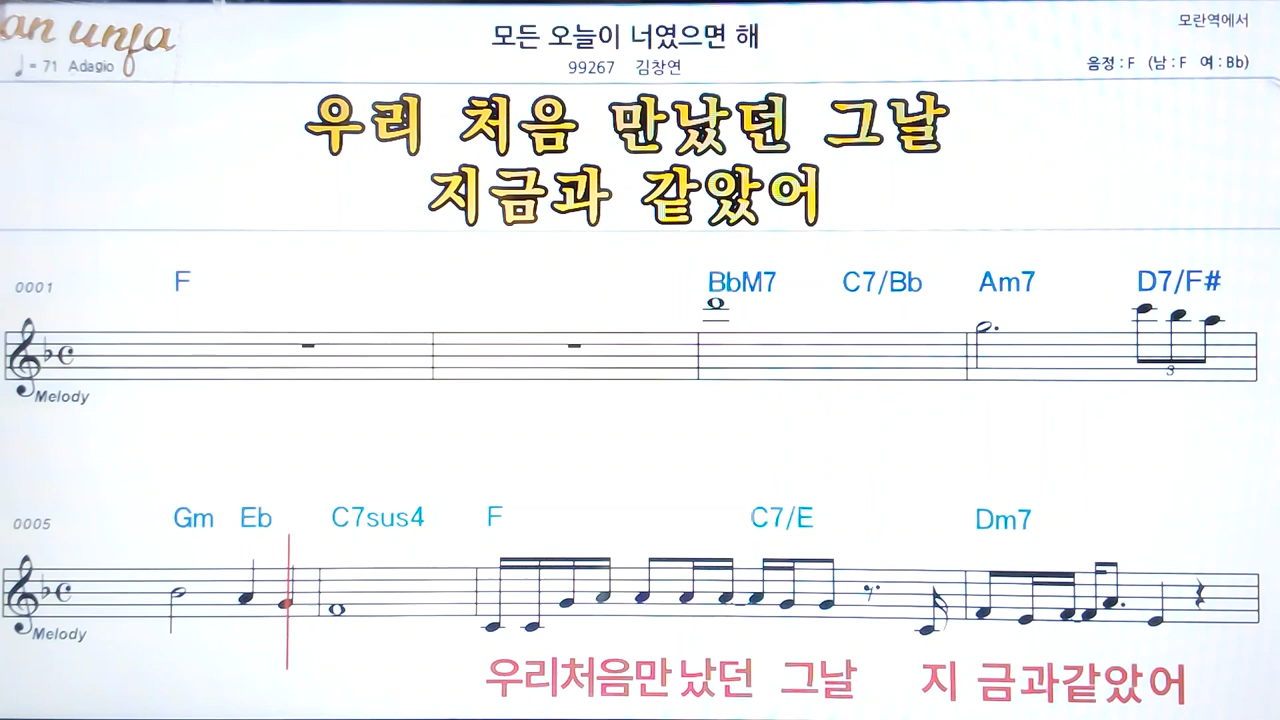 an unfa
모란역에서
모든 오늘이 너였으면 해
♩ = 71 Adagio
99267 김창연
음정 : F (남 : F 여 : Bb)
우리 처음 만났던 그날
지금과 같았어
0001 F BbM7 C7/Bb Am7 D7/F#
3
Melody
0005 Gm Eb C7sus4 F C7/E Dm7
Melody
우리처음만났던 그날 지금과같았어